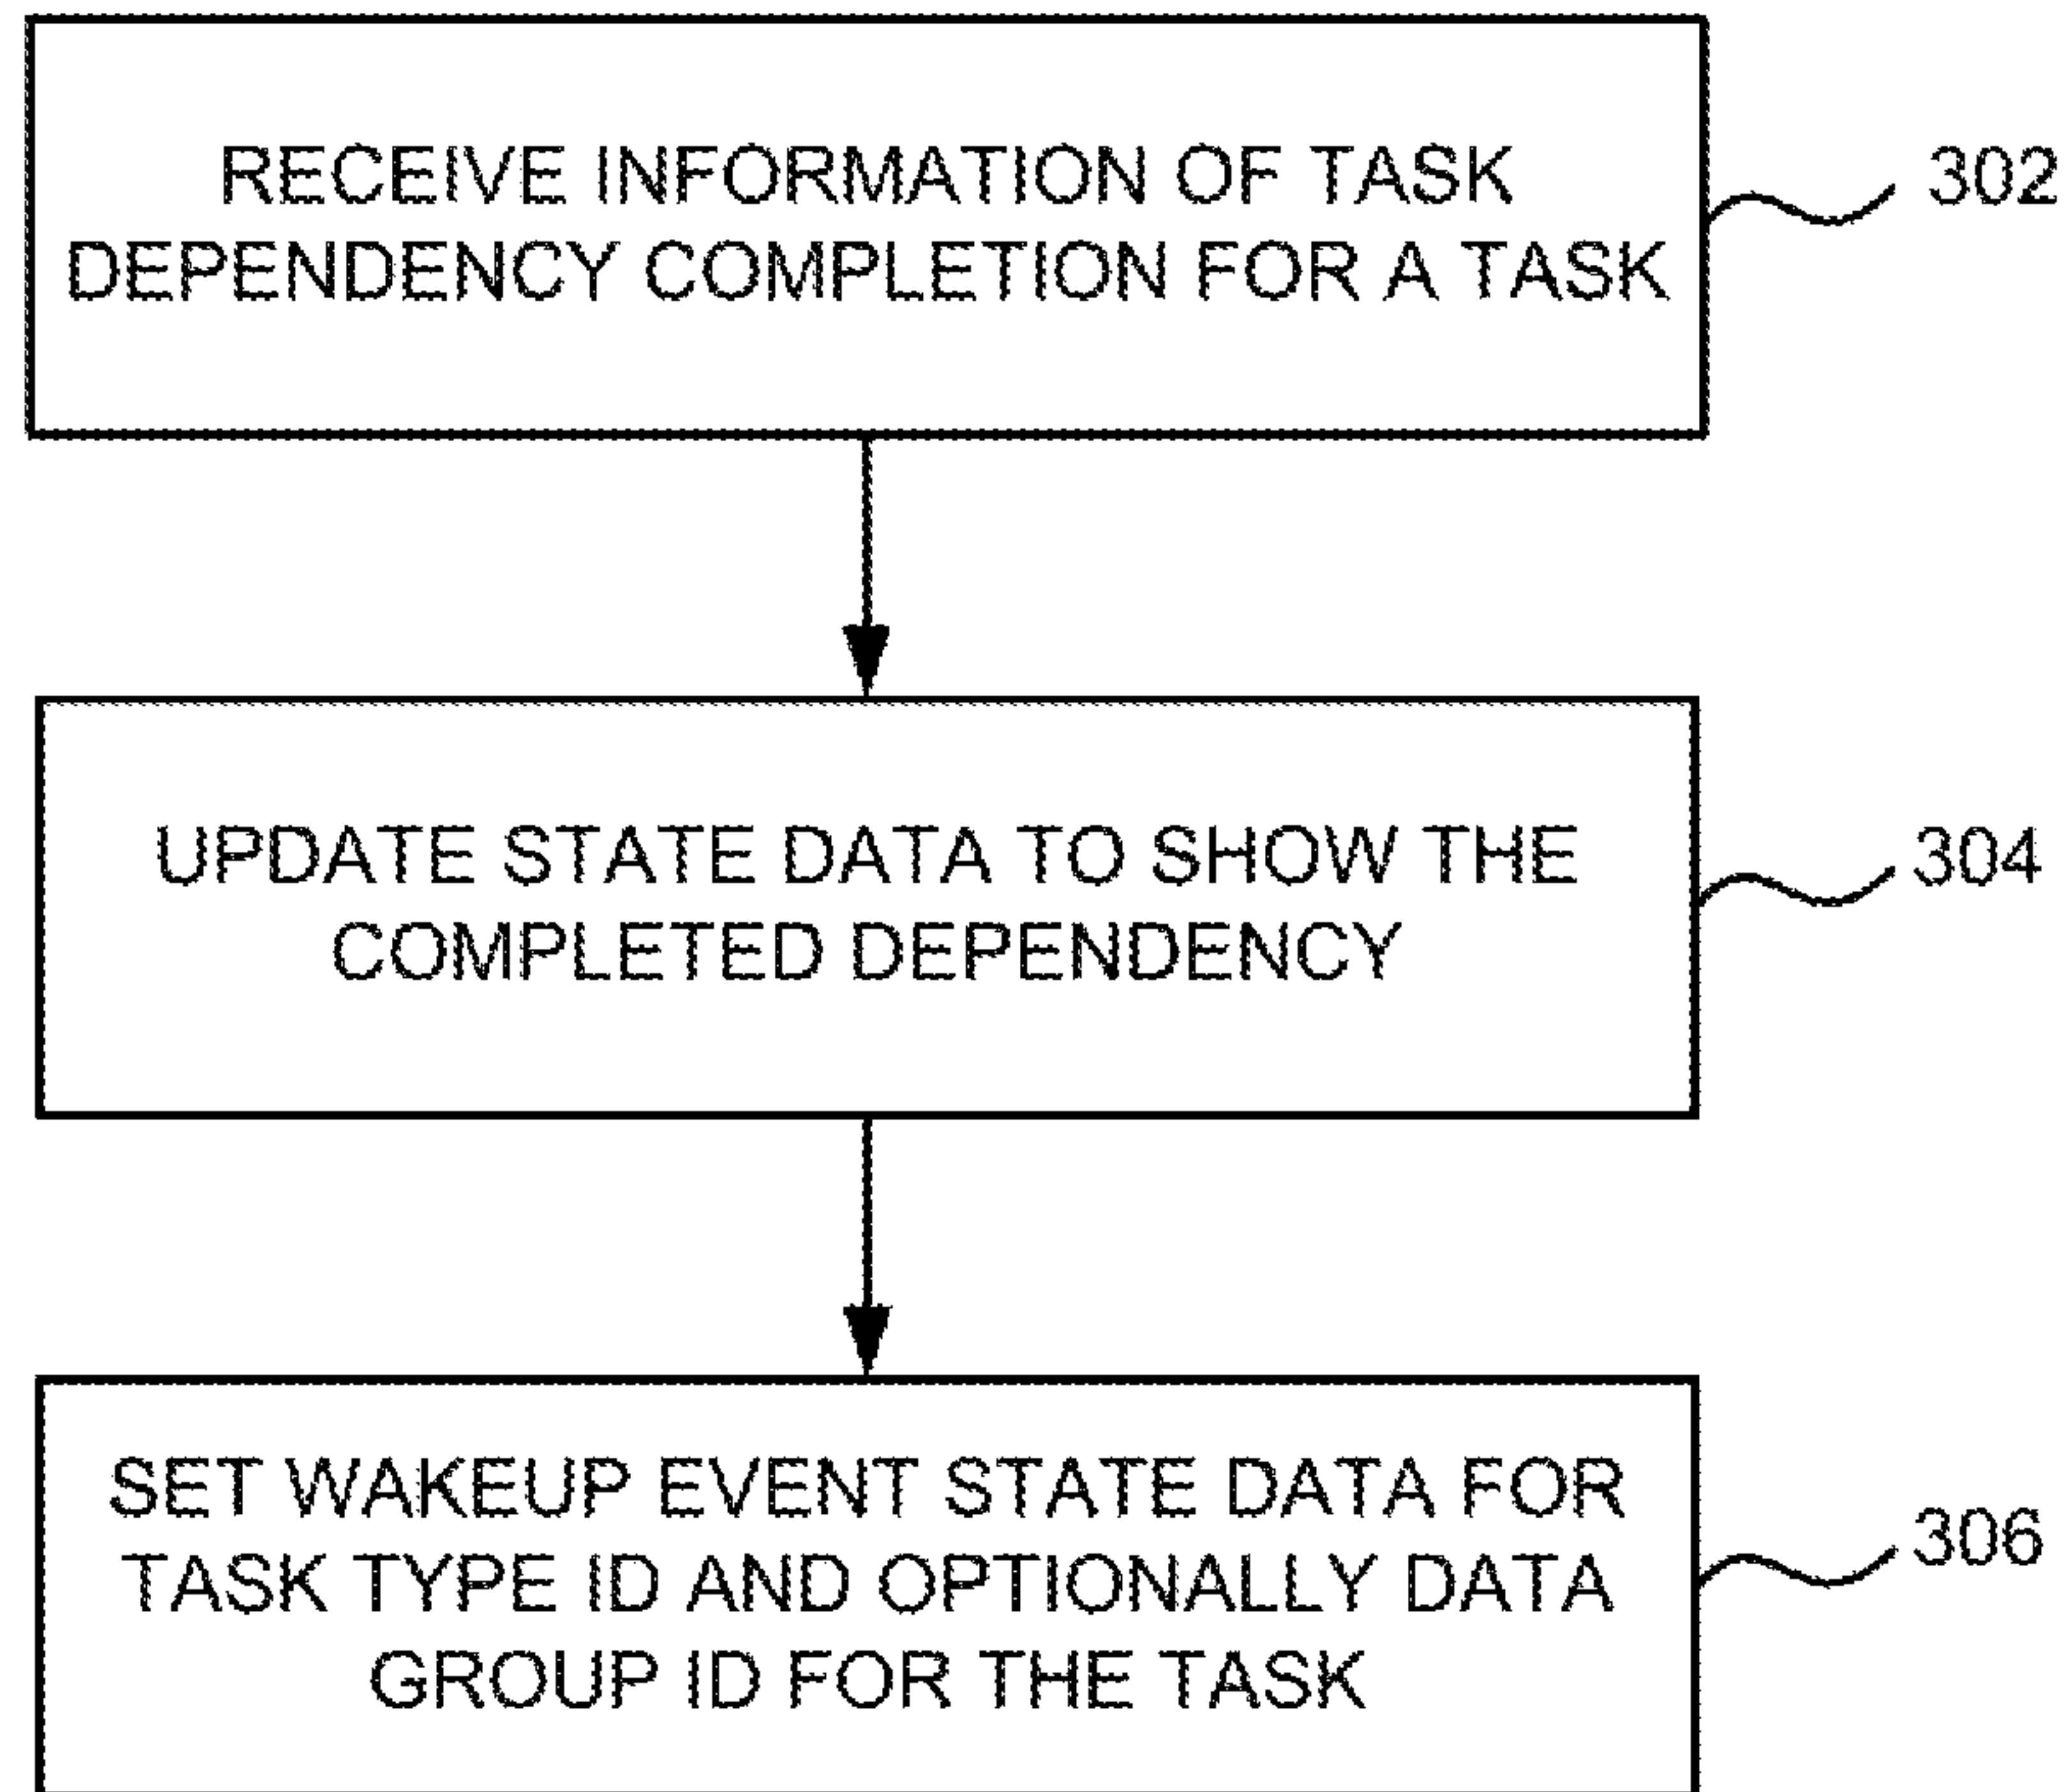 RECEIVE INFORMATION OF TASK
DEPENDENCY COMPLETION FOR A TASK
302
UPDATE STATE DATA TO SHOW THE
COMPLETED DEPENDENCY
304
SET WAKEUP EVENT STATE DATA FOR
TASK TYPE ID AND OPTIONALLY DATA
GROUP ID FOR THE TASK
306